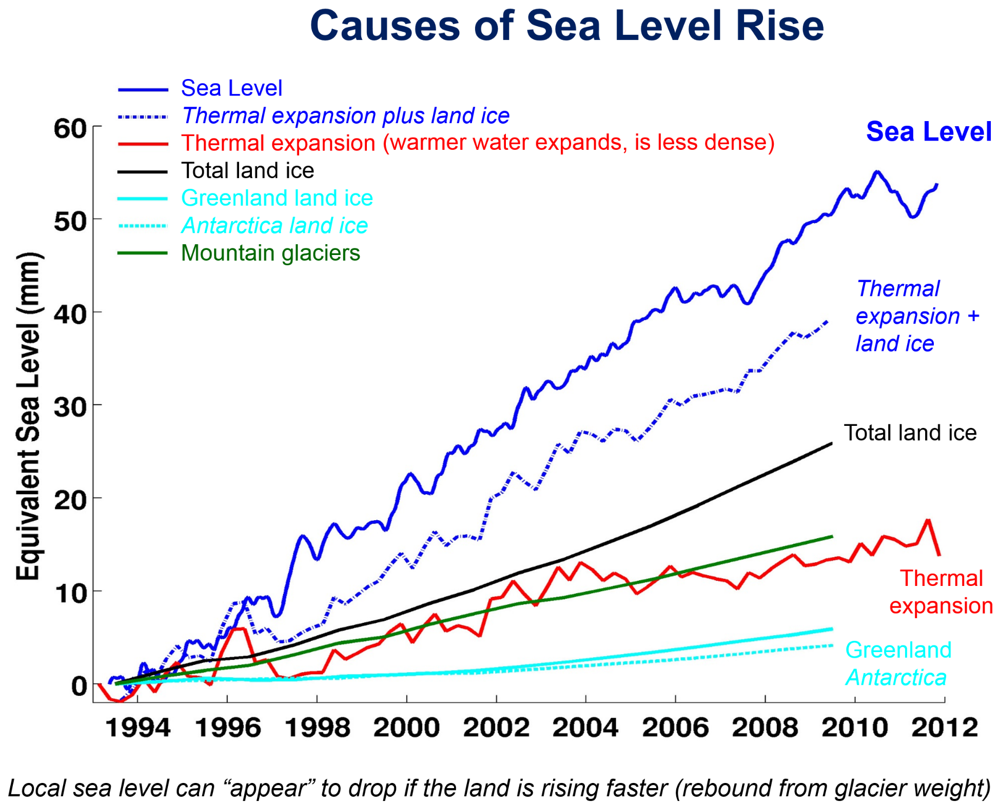 Causes of Sea Level Rise
Sea Level
Thermal expansion plus land ice
Thermal expansion (warmer water expands, is less dense)
Total land ice
Greenland land ice
Antarctica land ice
Mountain glaciers
Equivalent Sea Level (mm)
60
50
40
30
20
10
0
Sea Level
Thermal
expansion +
land ice
Total land ice
Thermal
expansion
Greenland
Antarctica
1994 1996 1998 2000 2002 2004 2006 2008 2010 2012
Local sea level can “appear” to drop if the land is rising faster (rebound from glacier weight)